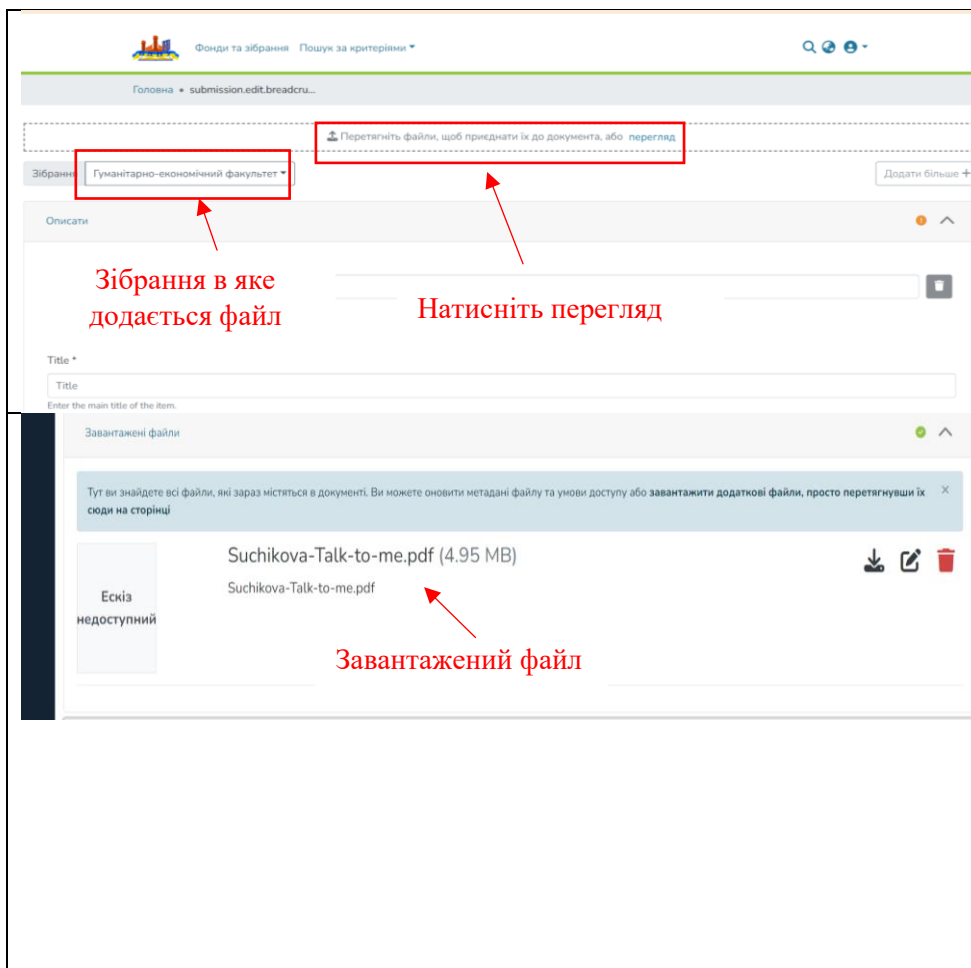 Фонди та зібрання Пошук за критеріями
Головна • submission.edit.breadcru...
Перетягніть файли, щоб приєднати їх до документа, або перегляд
Зібрання Гуманітарно-економічний факультет Додати більше +
Описати
Зібрання в яке
додається файл
Натисніть перегляд
Title *
Title
Enter the main title of the item.
Завантажені файли
Тут ви знайдете всі файли, які зараз містяться в документі. Ви можете оновити метадані файлу та умови доступу або завантажити додаткові файли, просто перетягнувши їх
сюди на сторінці
Ескіз
недоступний
Suchikova-Talk-to-me.pdf (4.95 MB)
Suchikova-Talk-to-me.pdf
Завантажений файл